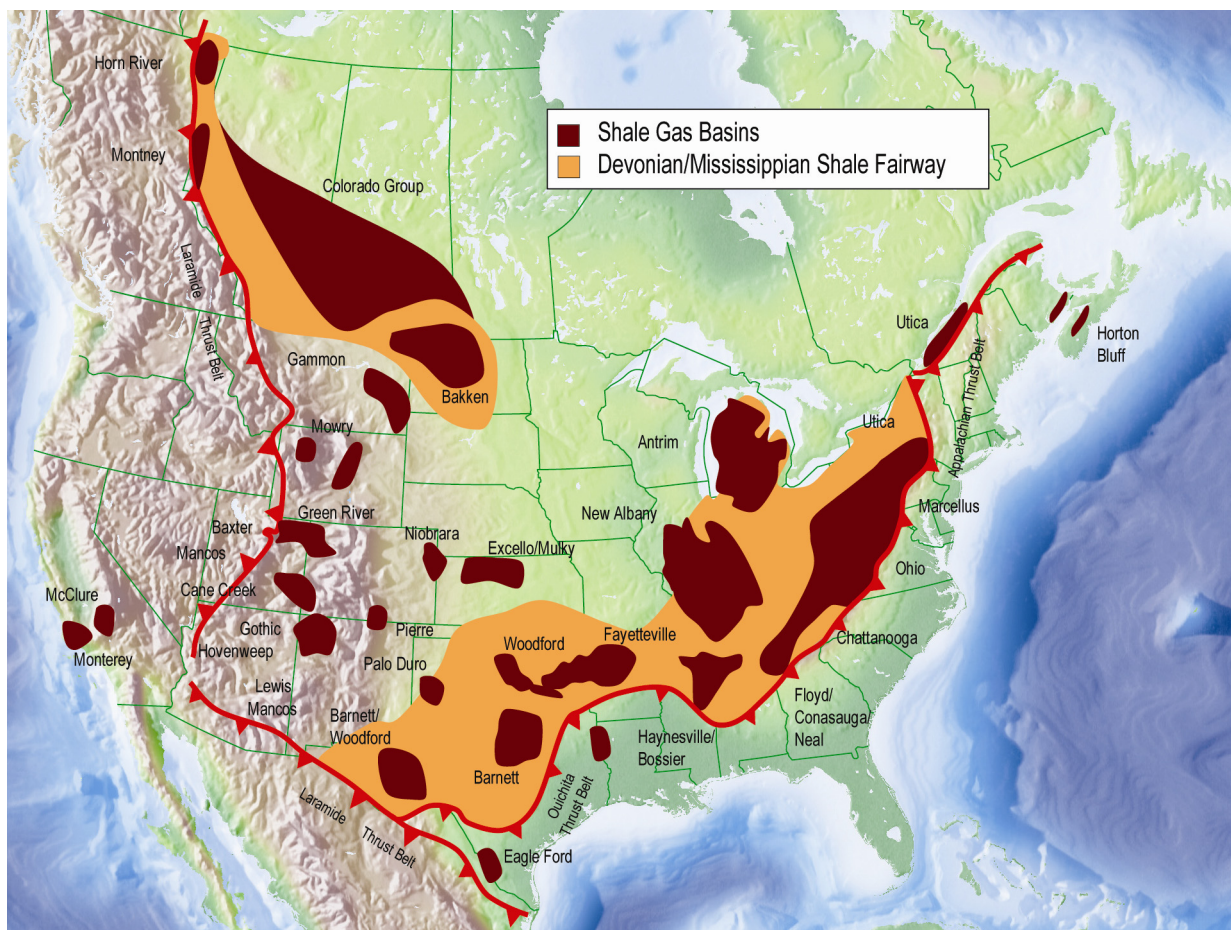 Horn River
Shale Gas Basins
Devonian/Mississippian Shale Fairway
Montney
Colorado Group
Laramide
Thrust Belt
Utica
Horton
Bluff
Gammon
Bakken
Appalachian Thrust Belt
Utica
Antrim
Mowry
Marcellus
New Albany
Green River
Baxter
Niobrara
Excello/Mulky
Mancos
Ohio
Cane Creek
McClure
Gothic
Pierre
Fayetteville
Chattanooga
Woodford
Hovenweep
Monterey
Palo Duro
Lewis
Mancos
Floyd/
Conasauga/
Neal
Barnett/
Woodford
Haynesville/
Bossier
Barnett
Ouichita
Thrust Belt
Laramide
Thrust Belt
Eagle Ford